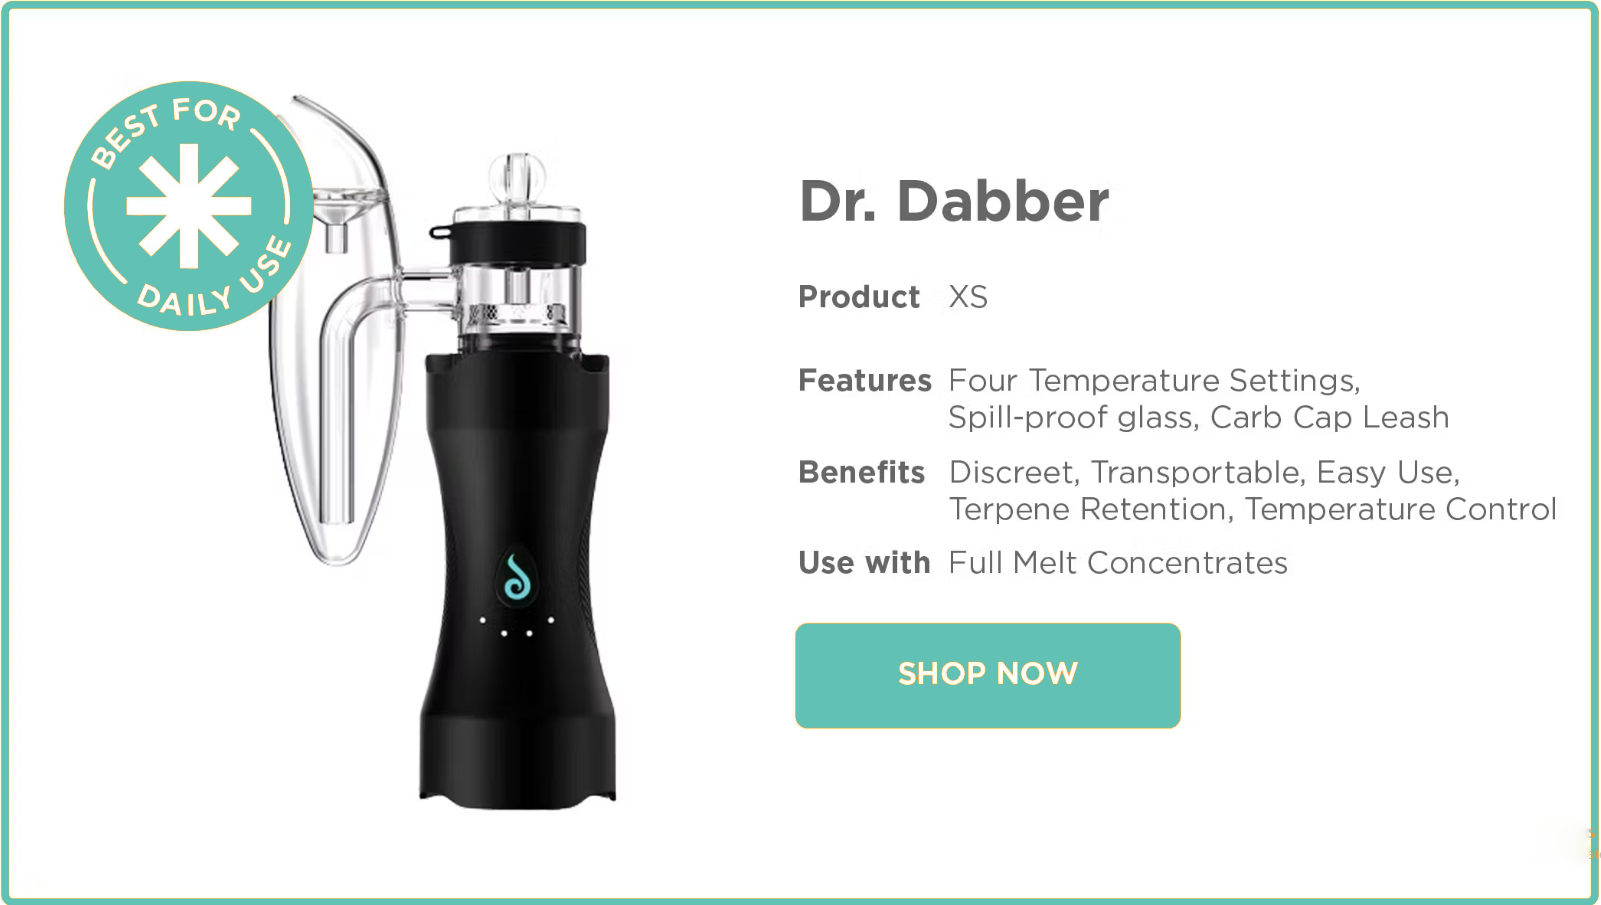 BEST FOR
DAILY USE
Dr. Dabber
Product XS
Features Four Temperature Settings,
Spill-proof glass, Carb Cap Leash
Benefits Discreet, Transportable, Easy Use,
Terpene Retention, Temperature Control
Use with Full Melt Concentrates
SHOP NOW